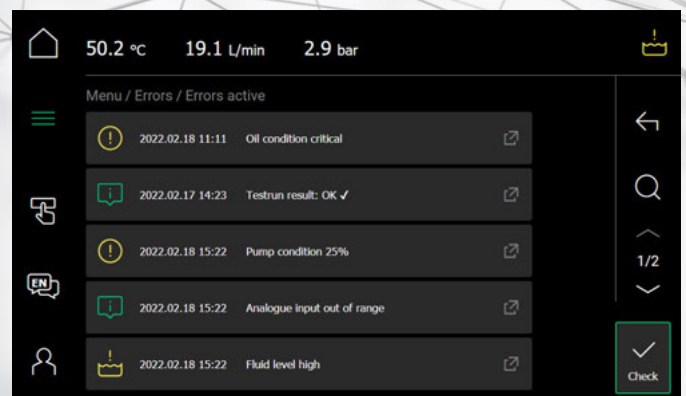 50.2 °C 19.1 L/min 2.9 bar
Menu / Errors / Errors active
2022.02.18 11:11 Oil condition critical
2022.02.17 14:23 Testrun result: OK ✓
2022.02.18 15:22 Pump condition 25%
1/2
EN
2022.02.18 15:22 Analogue input out of range
2022.02.18 15:22 Fluid level high
Check